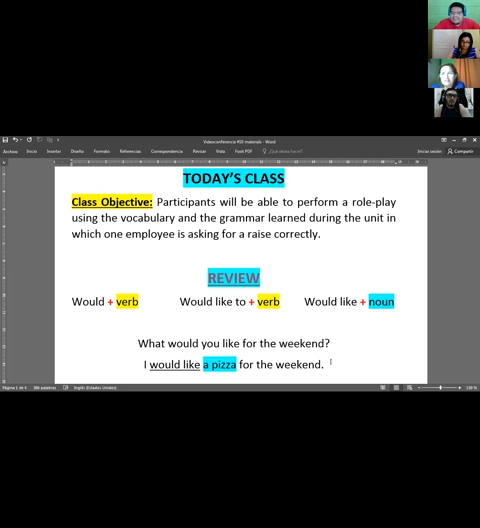 Videoconferencia #10 materials - Word
Archivo Inicio Insertar Diseño Formato Referencias Correspondencia Revisar Vista Foxit PDF ¿Qué desea hacer? Iniciar sesión Compartir
TODAY'S CLASS
Class Objective: Participants will be able to perform a role-play
using the vocabulary and the grammar learned during the unit in
which one employee is asking for a raise correctly.
REVIEW
Would + verb Would like to + verb Would like + noun
What would you like for the weekend?
I would like a pizza for the weekend.
Página 1 de 4 386 palabras Inglés (Estados Unidos) 130 %